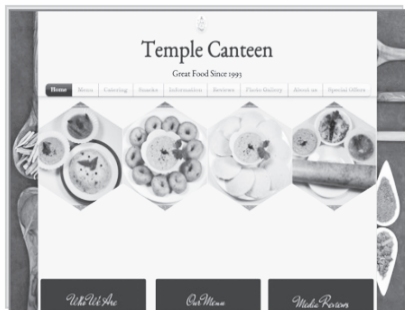 Temple Canteen
Great Food Since 1993
Home Menu Catering Snacks Information Reviews Photo Gallery About us Special Offers
Who We Are Our Menu Media Reviews